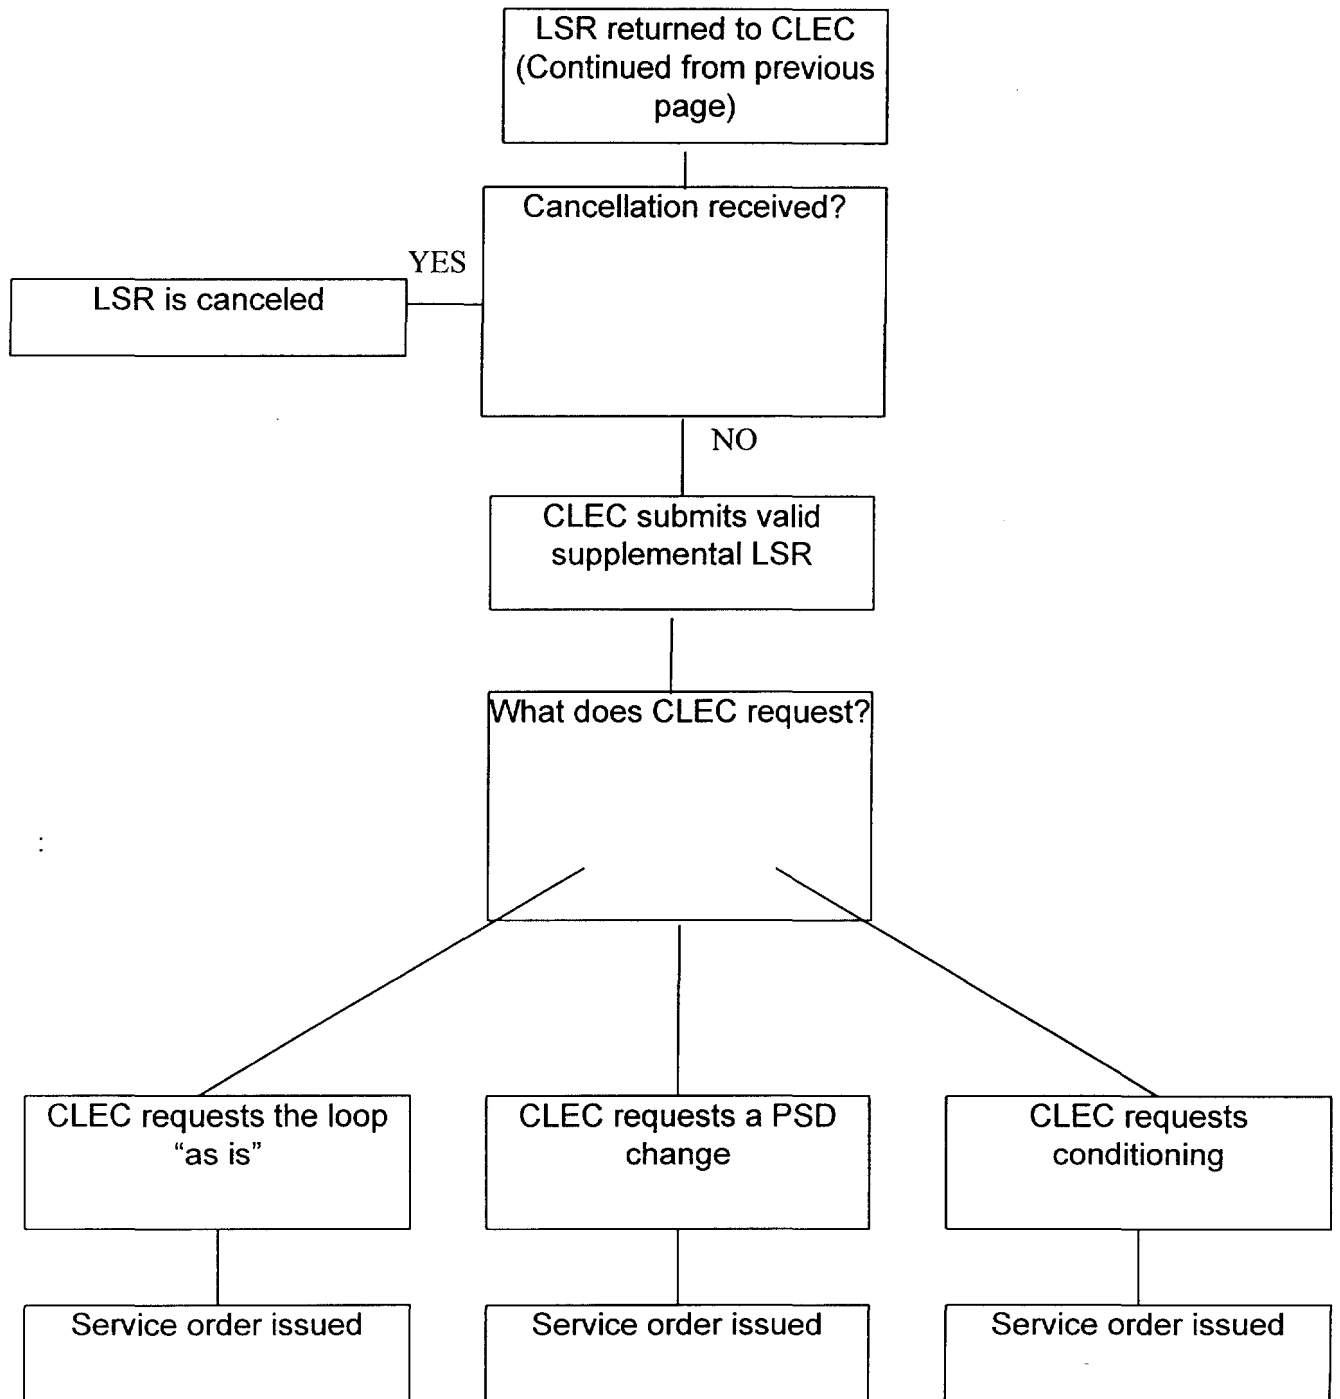 LSR returned to CLEC
(Continued from previous
page)
Cancellation received?
YES
LSR is canceled
NO
CLEC submits valid
supplemental LSR
What does CLEC request?
CLEC requests the loop
“as is”
CLEC requests a PSD
change
CLEC requests
conditioning
Service order issued
Service order issued
Service order issued